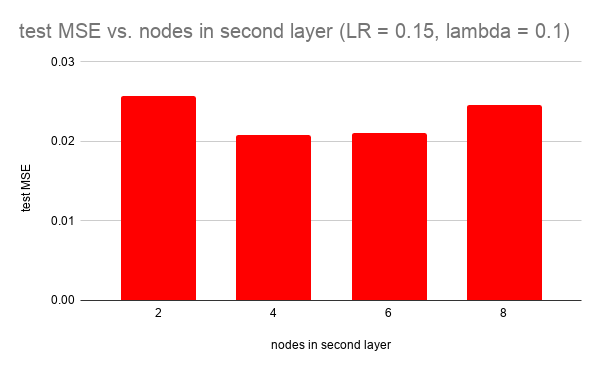 test MSE vs. nodes in second layer (LR = 0.15, lambda = 0.1)
0.03
0.02
0.01
0.00
test MSE
2 4 6 8
nodes in second layer